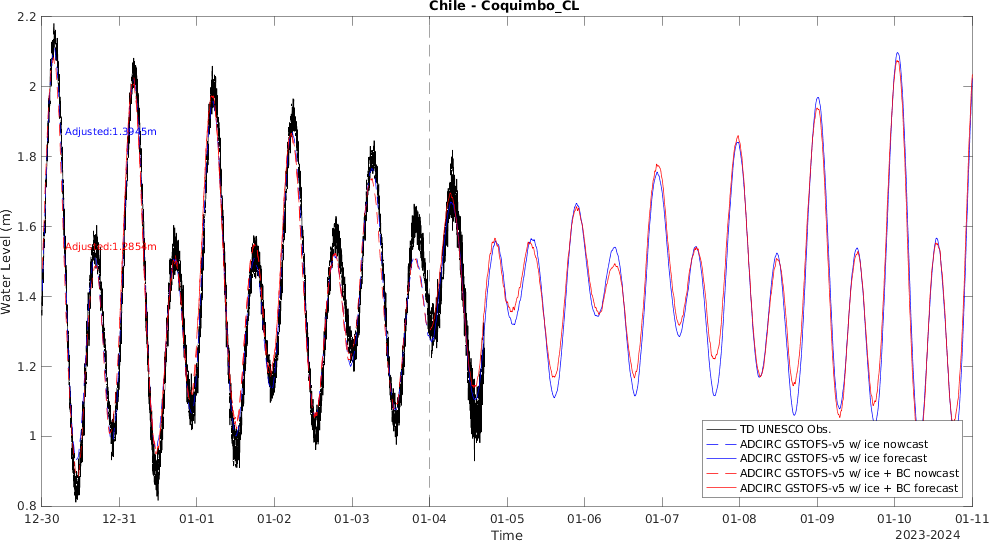 Chile - Coquimbo_CL
2.2
2
1.8
1.6
1.4
1.2
1
0.8
Water Level (m)
Adjusted:1.3945m
Adjusted:1.2854m
TD UNESCO Obs.
ADCIRC GSTOFS-v5 w/ ice nowcast
ADCIRC GSTOFS-v5 w/ ice forecast
ADCIRC GSTOFS-v5 w/ ice + BC nowcast
ADCIRC GSTOFS-v5 w/ ice + BC forecast
12-30 12-31 01-01 01-02 01-03 01-04 01-05 01-06 01-07 01-08 01-09 01-10 01-11
Time
2023-2024